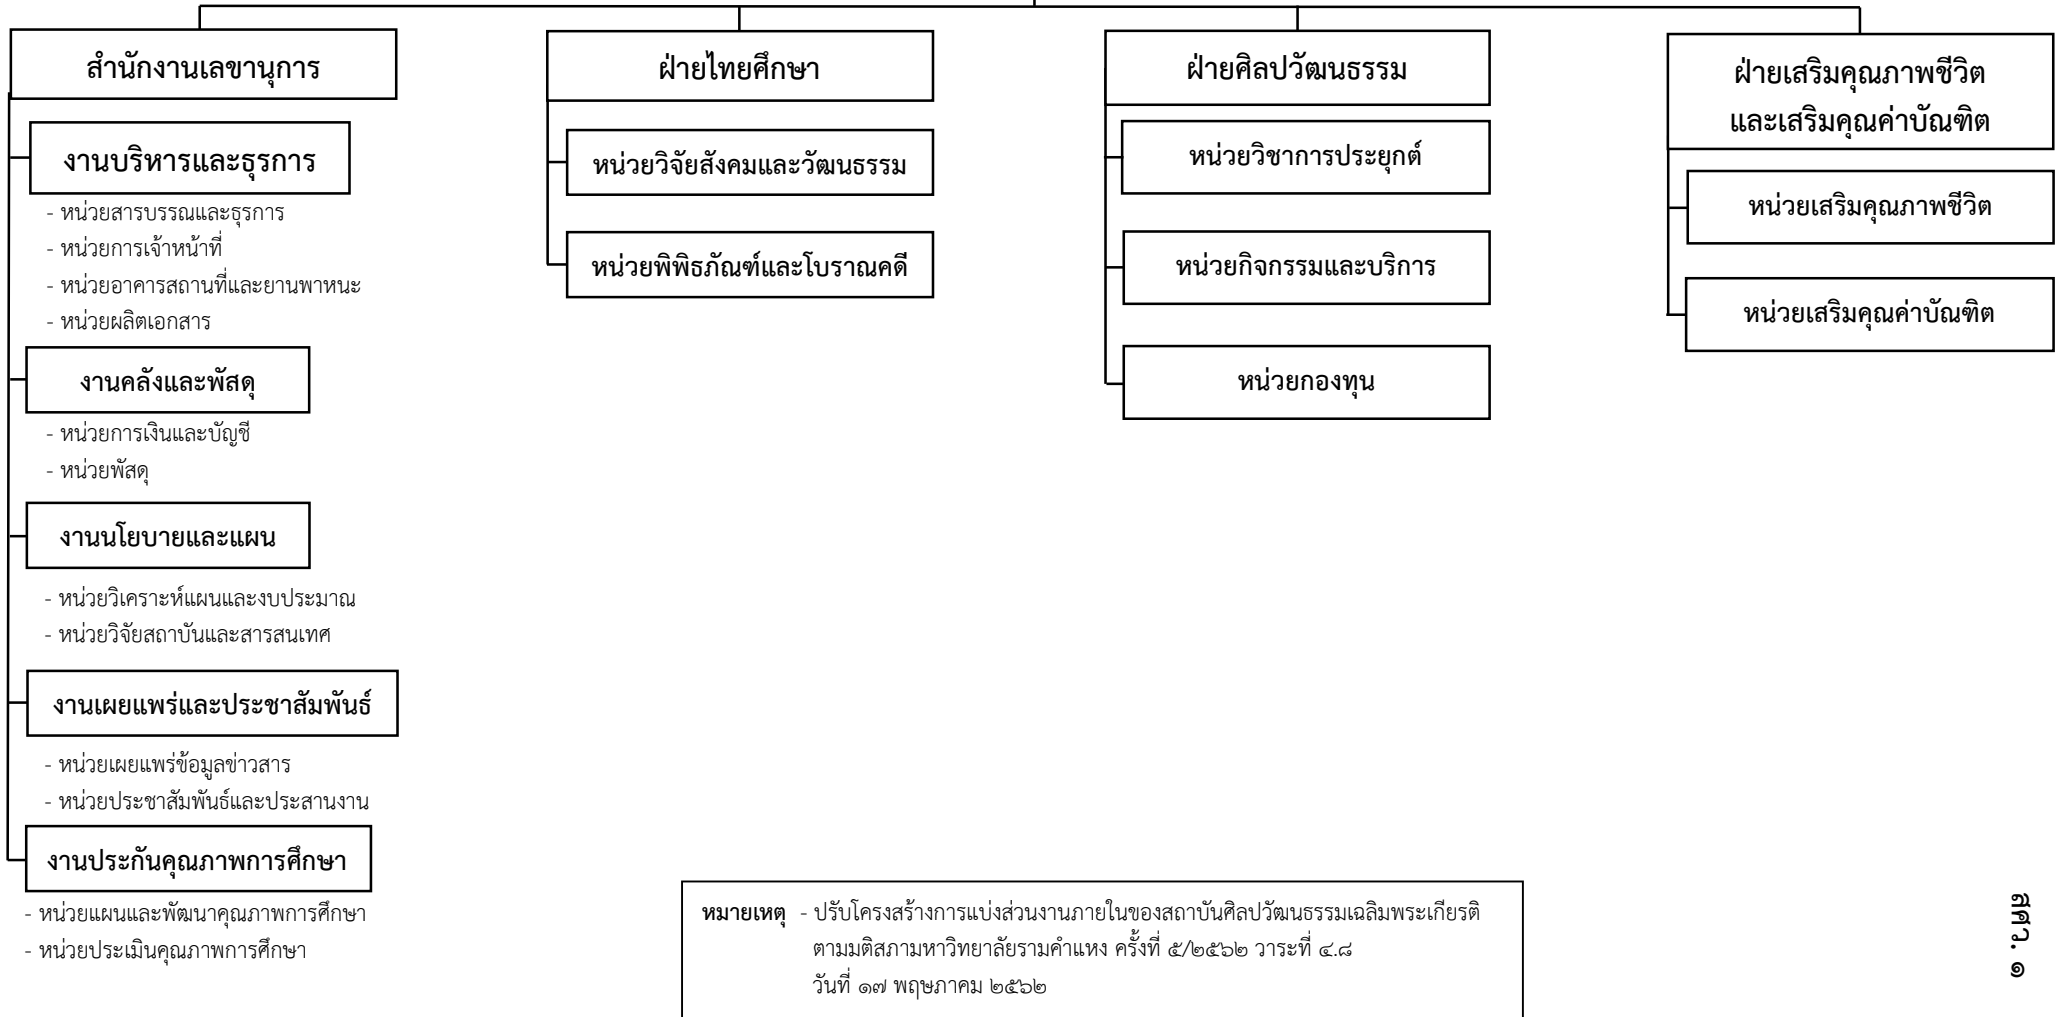 สำนักงานเลขานุการ
งานบริหารและธุรการ
- หน่วยสารบรรณและธุรการ
- หน่วยการเจ้าหน้าที่
- หน่วยอาคารสถานที่และยานพาหนะ
- หน่วยผลิตเอกสาร
งานคลังและพัสดุ
- หน่วยการเงินและบัญชี
- หน่วยพัสดุ
งานนโยบายและแผน
- หน่วยวิเคราะห์แผนและงบประมาณ
- หน่วยวิจัยสถาบันและสารสนเทศ
งานเผยแพร่และประชาสัมพันธ์
- หน่วยเผยแพร่ข้อมูลข่าวสาร
- หน่วยประชาสัมพันธ์และประสานงาน
งานประกันคุณภาพการศึกษา
- หน่วยแผนและพัฒนาคุณภาพการศึกษา
- หน่วยประเมินคุณภาพการศึกษา
ฝ่ายไทยศึกษา
หน่วยวิจัยสังคมและวัฒนธรรม
หน่วยพิพิธภัณฑ์และโบราณคดี
ฝ่ายศิลปวัฒนธรรม
หน่วยวิชาการประยุกต์
หน่วยกิจกรรมและบริการ
หน่วยกองทุน
ฝ่ายเสริมคุณภาพชีวิต
และเสริมคุณค่าบัณฑิต
หน่วยเสริมคุณภาพชีวิต
หน่วยเสริมคุณค่าบัณฑิต
หมายเหตุ - ปรับโครงสร้างการแบ่งส่วนงานภายในของสถาบันศิลปวัฒนธรรมเฉลิมพระเกียรติ
ตามมติสภามหาวิทยาลัยรามคำแหง ครั้งที่ ๕/๒๕๖๒ วาระที่ ๔.๘
วันที่ ๑๗ พฤษภาคม ๒๕๖๒
สศว. ๑